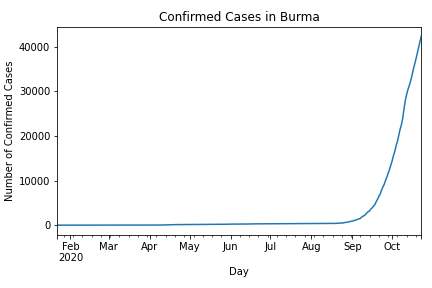 Confirmed Cases in Burma
Number of Confirmed Cases
40000
30000
20000
10000
0
Feb Mar Apr May Jun Jul Aug Sep Oct
2020
Day